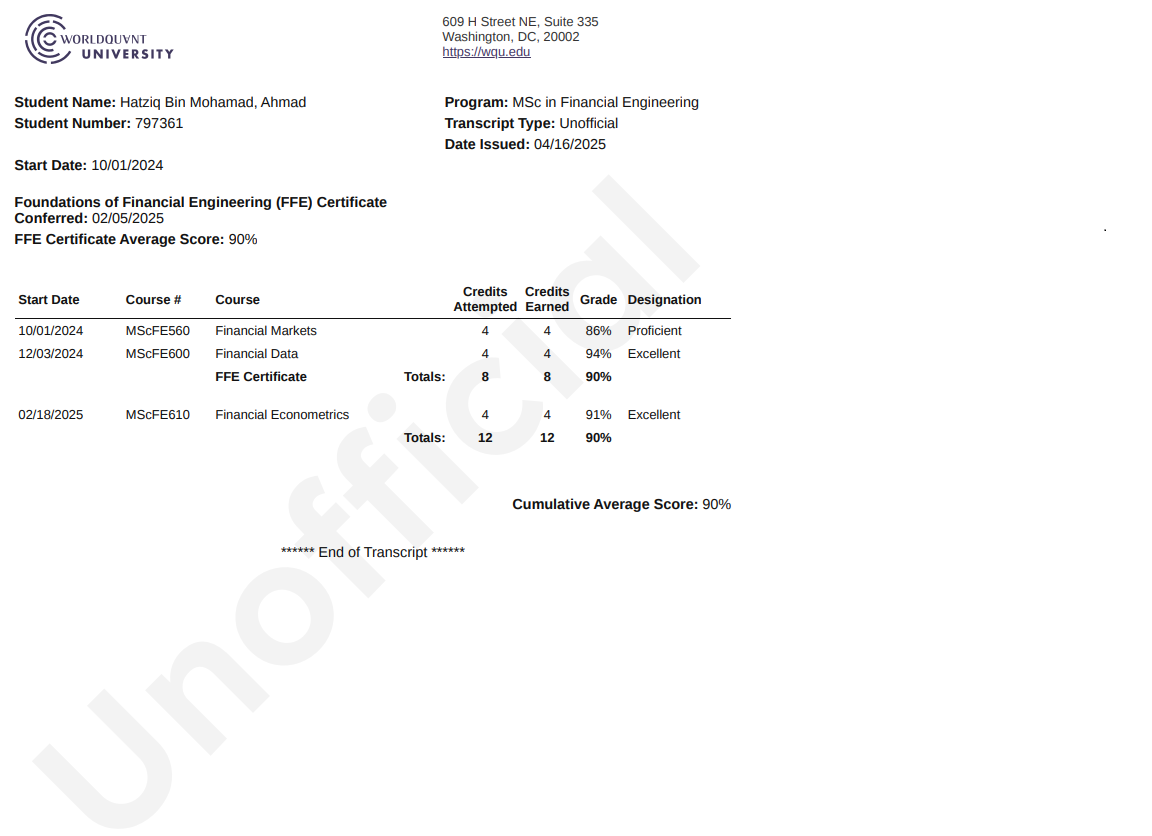 WORLDQUVNT
UNIVERSITY
609 H Street NE, Suite 335
Washington, DC, 20002
https://wqu.edu
Student Name: Hatziq Bin Mohamad, Ahmad
Student Number: 797361
Start Date: 10/01/2024
Program: MSc in Financial Engineering
Transcript Type: Unofficial
Date Issued: 04/16/2025
Foundations of Financial Engineering (FFE) Certificate
Conferred: 02/05/2025
FFE Certificate Average Score: 90%
Start Date Course # Course Credits Attempted Credits Earned Grade Designation
10/01/2024 MScFE560 Financial Markets 4 4 86% Proficient
12/03/2024 MScFE600 Financial Data 4 4 94% Excellent
FFE Certificate Totals: 8 8 90%
02/18/2025 MScFE610 Financial Econometrics 4 4 91% Excellent
Totals: 12 12 90%
Cumulative Average Score: 90%
****** End of Transcript ******
Unofficial